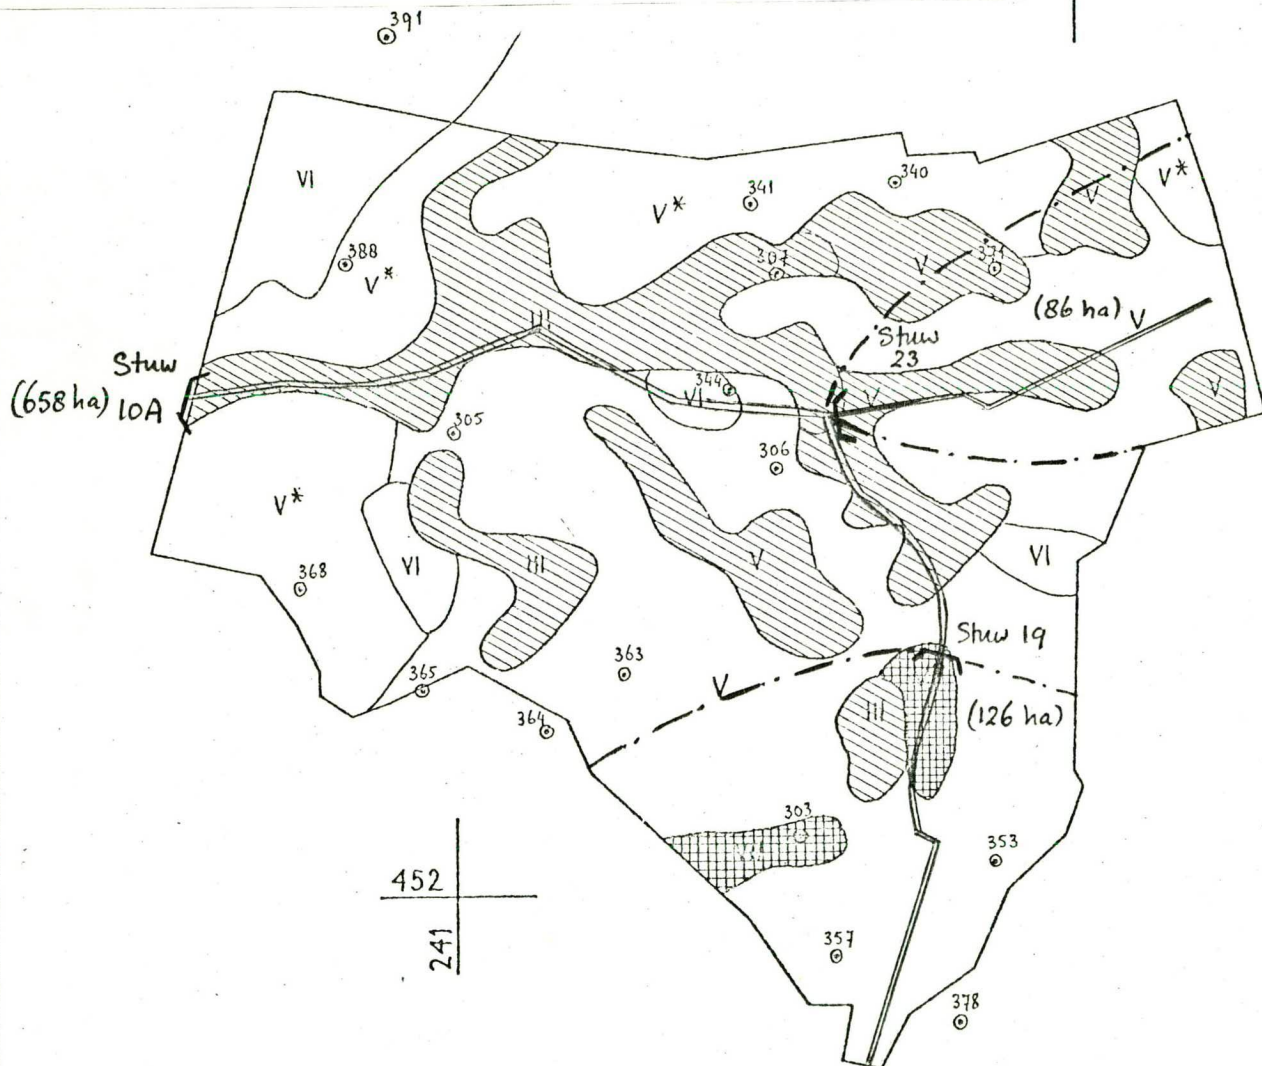 391
VI
V*
341
340
V
V*
388
V*
307
V
371
(86 ha) V
III
Stuw
23
Stuw
(658 ha) 10A
344
VI
V
V
305
306
V*
VI
III
V
VI
368
Stuw 19
363
365
V
364
III
(126 ha)
303
353
452
241
357
378